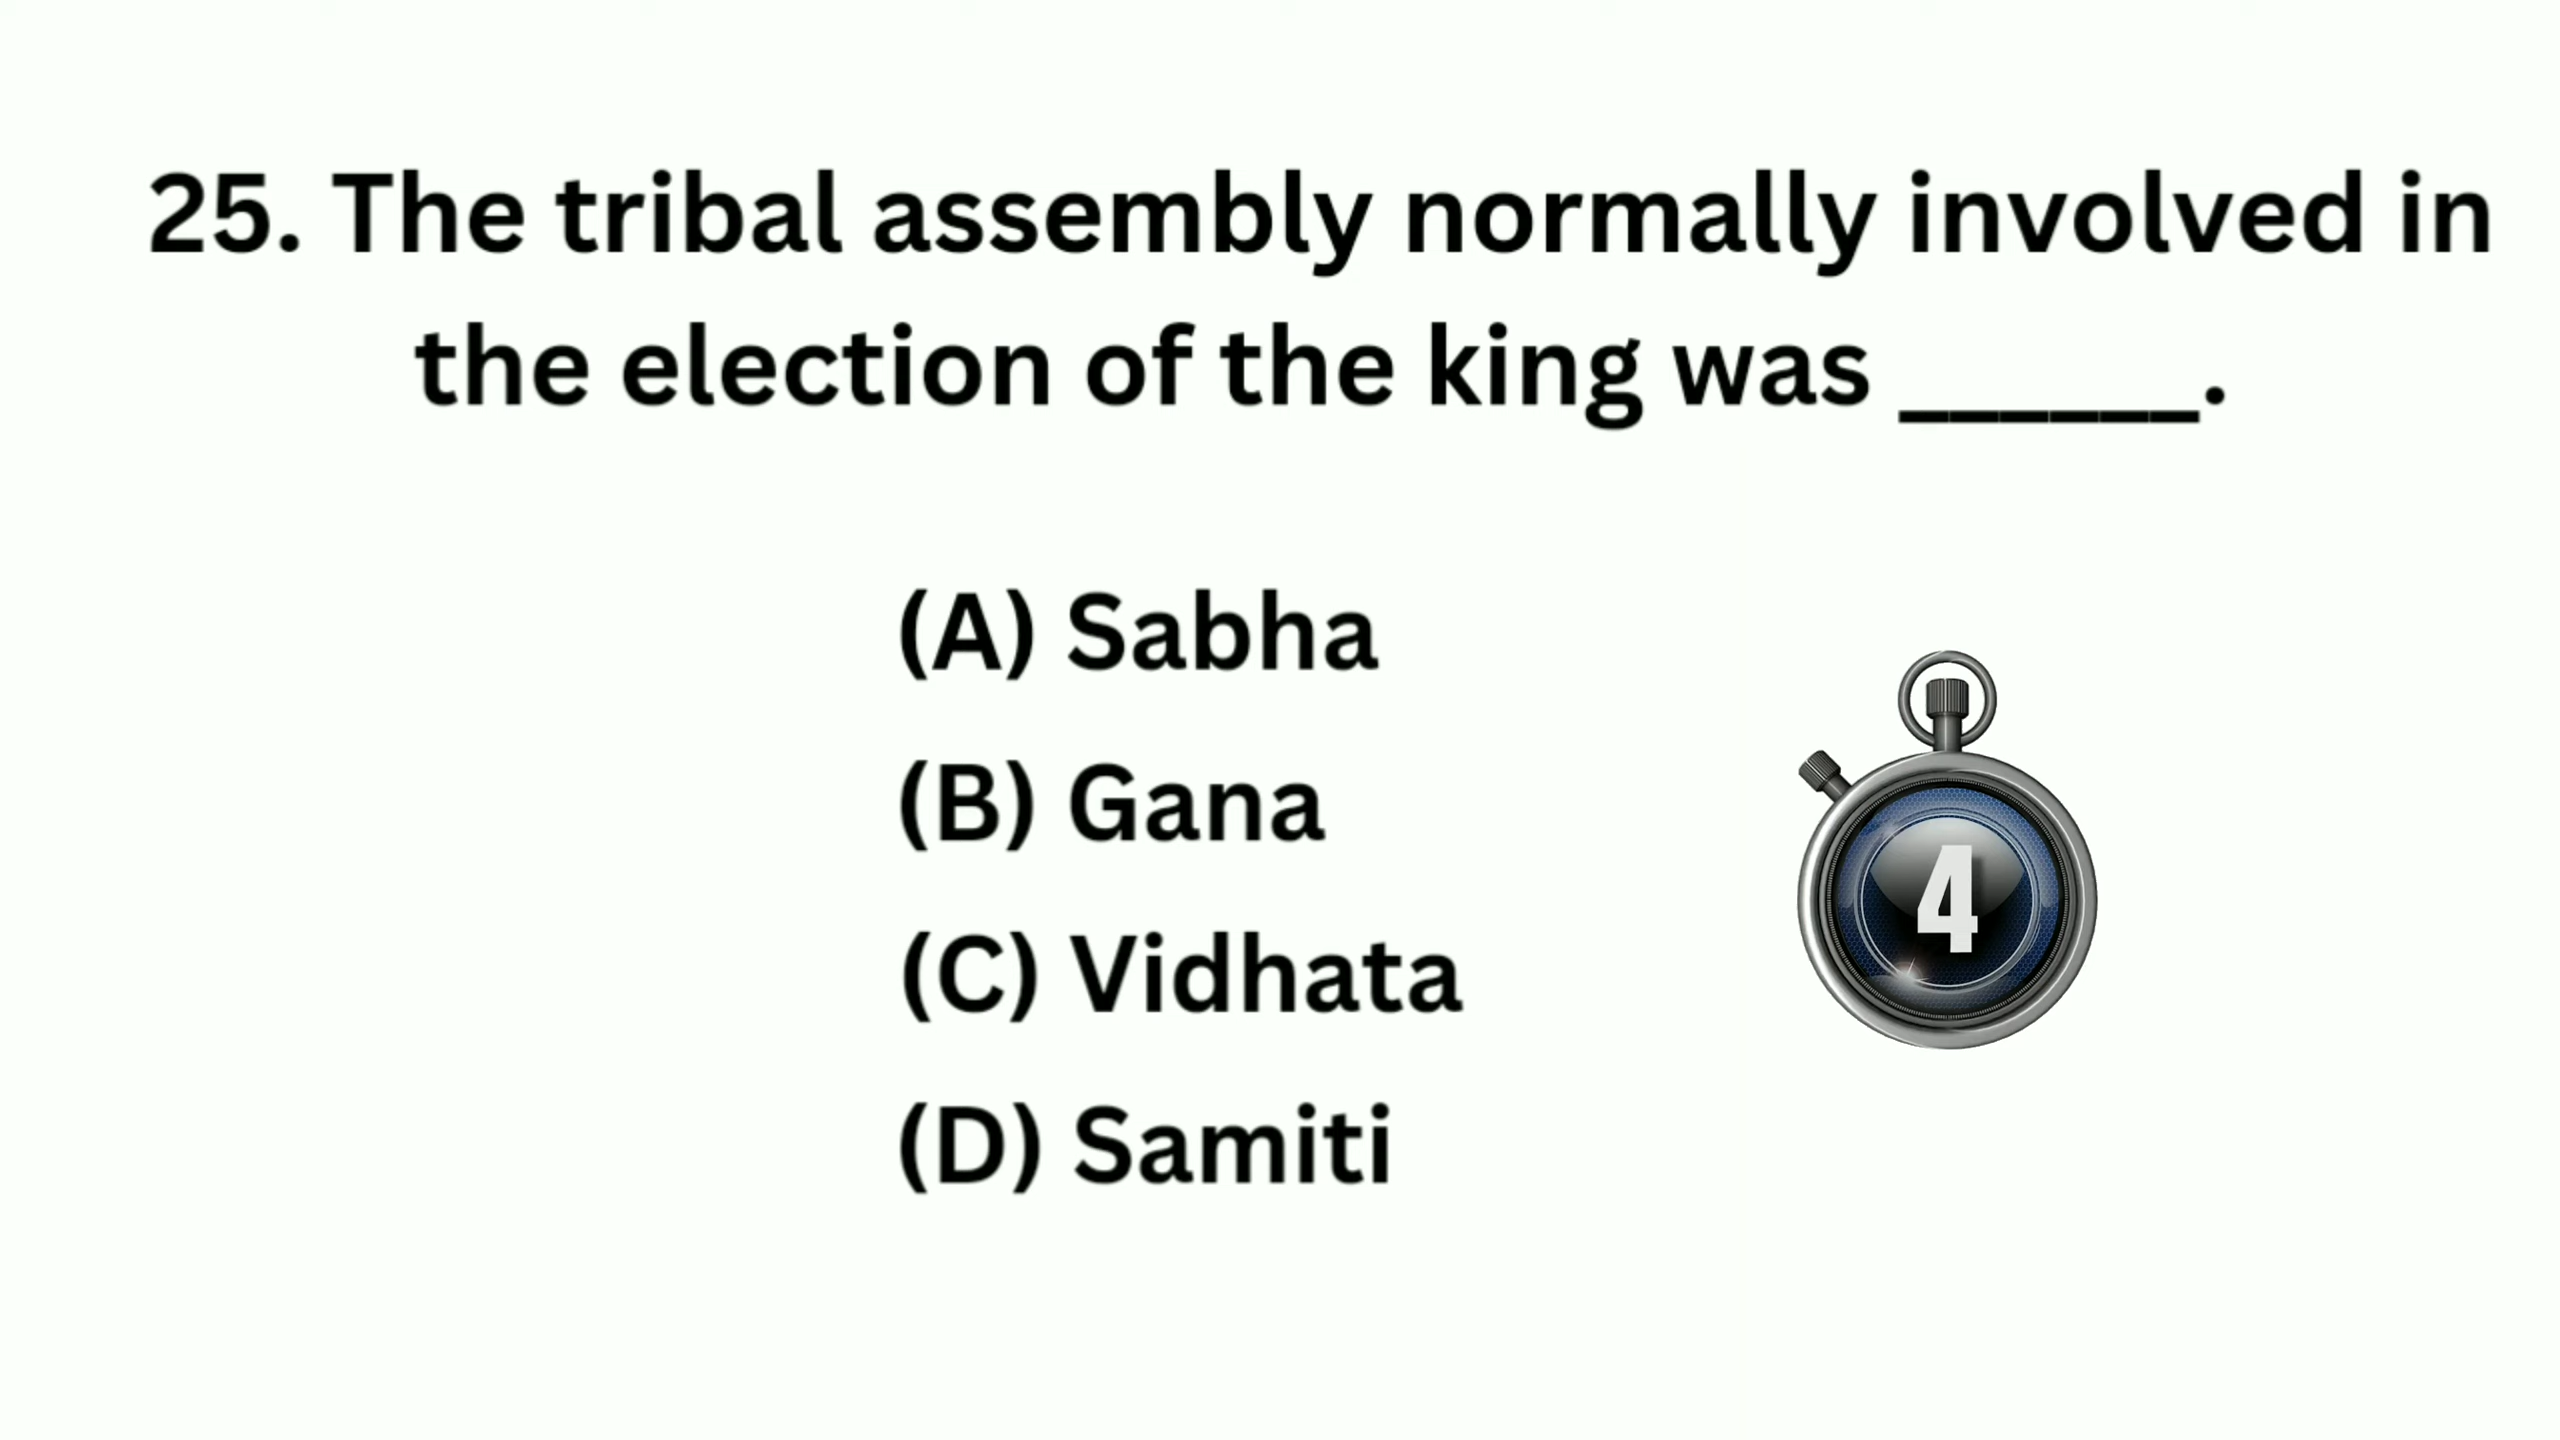 25. The tribal assembly normally involved in
the election of the king was ______.
(A) Sabha
(B) Gana
(C) Vidhata
(D) Samiti
4